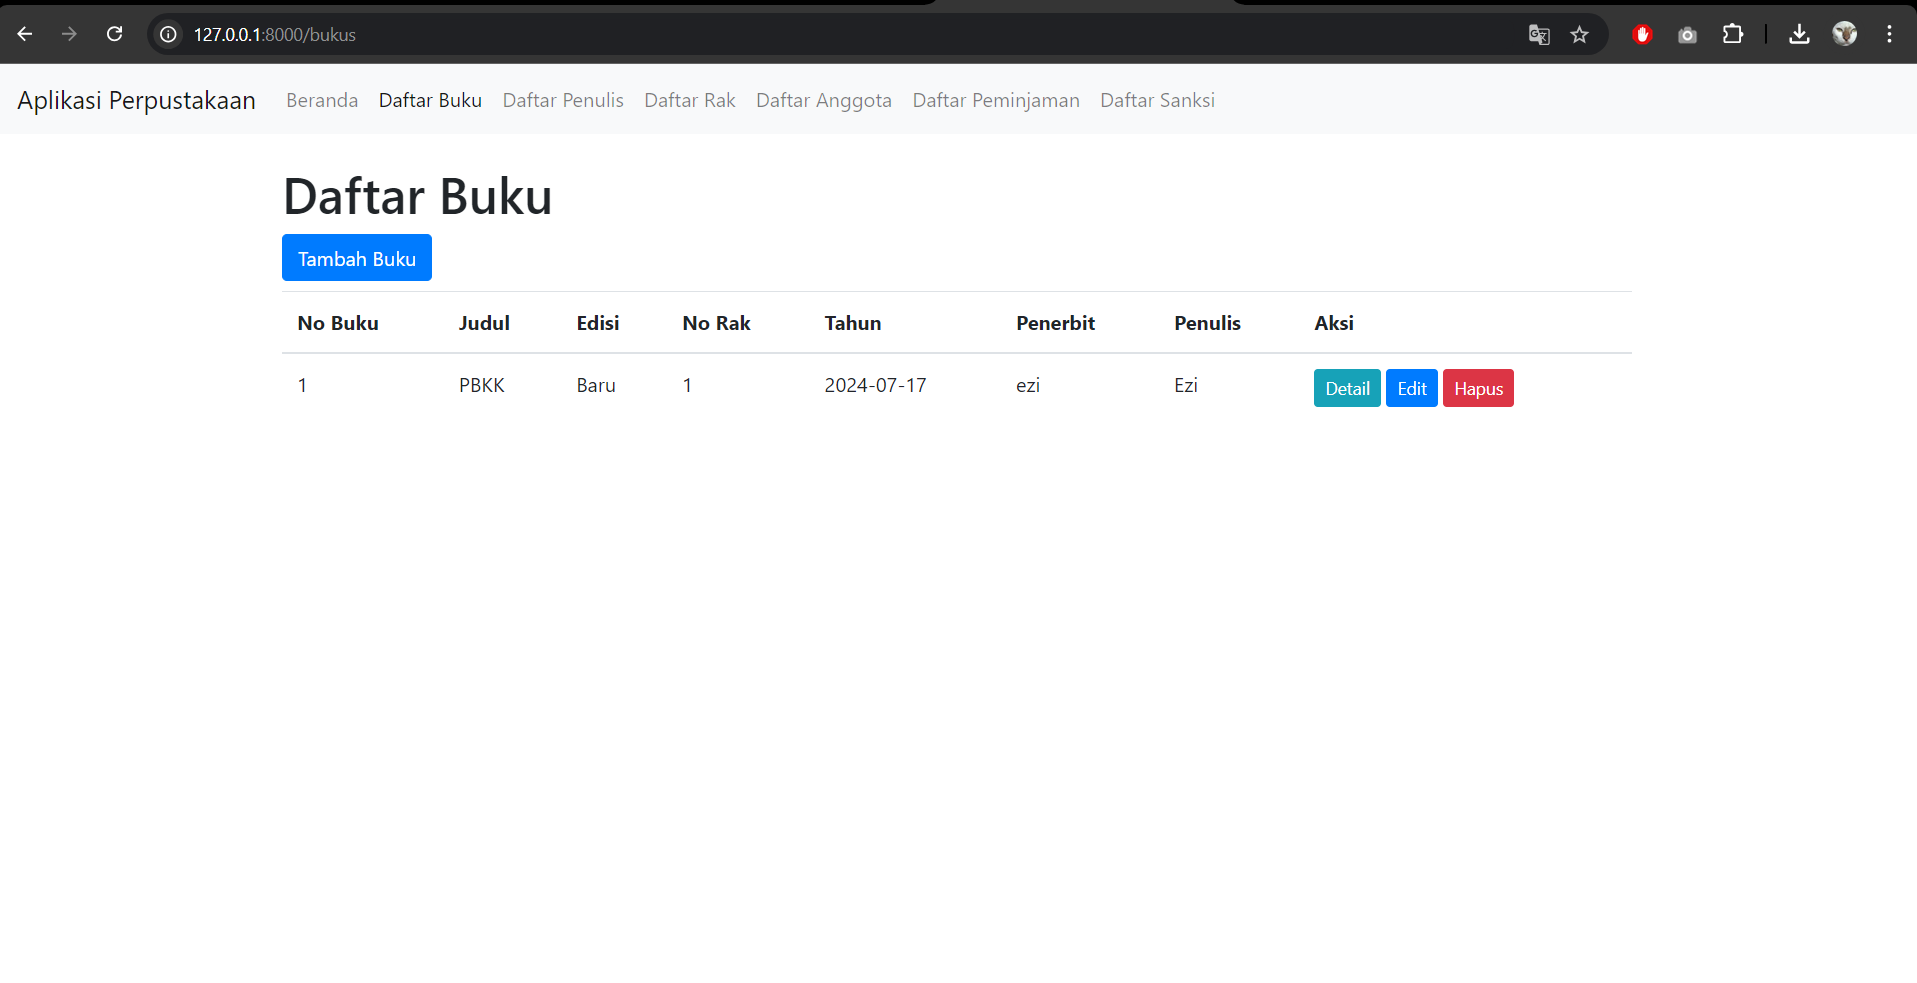 127.0.0.1:8000/bukus
Aplikasi Perpustakaan Beranda Daftar Buku Daftar Penulis Daftar Rak Daftar Anggota Daftar Peminjaman Daftar Sanksi
Daftar Buku
Tambah Buku
No Buku Judul Edisi No Rak Tahun Penerbit Penulis Aksi
1 PBKK Baru 1 2024-07-17 ezi Ezi Detail Edit Hapus